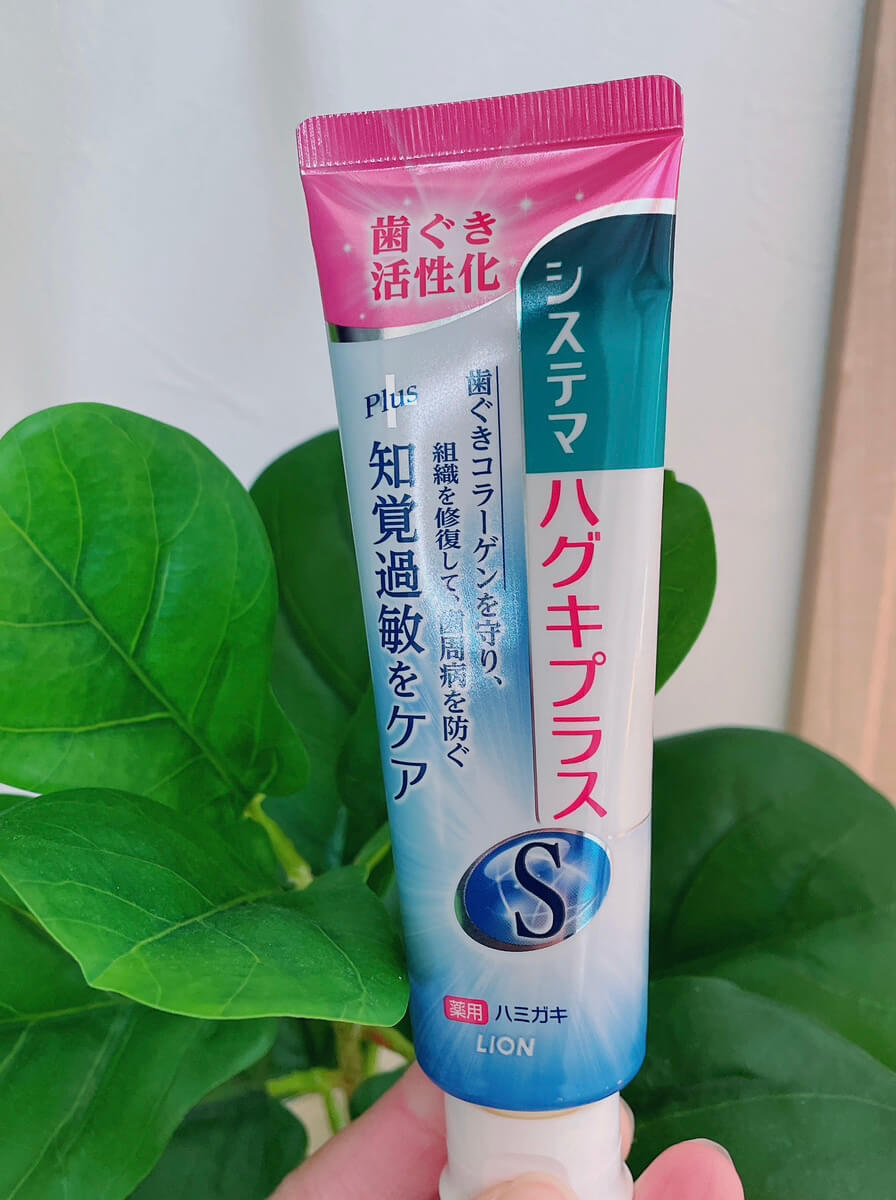 歯ぐき
活性化
システマ
ハグキプラス
S
歯ぐきコラーゲンを守り、
組織を修復して、歯周病を防ぐ
Plus
知覚過敏をケア
薬用 ハミガキ
LION